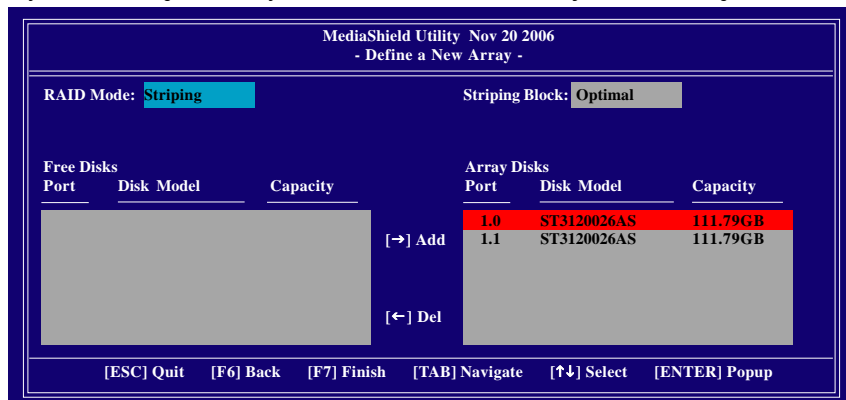 MediaShield Utility Nov 20 2006
- Define a New Array -
RAID Mode: Striping
Striping Block: Optimal
Free Disks
Port Disk Model Capacity
Array Disks
Port Disk Model Capacity
1.0 ST3120026AS 111.79GB
1.1 ST3120026AS 111.79GB
[→] Add
[←] Del
[ESC] Quit [F6] Back [F7] Finish [TAB] Navigate [↑↓] Select [ENTER] Popup